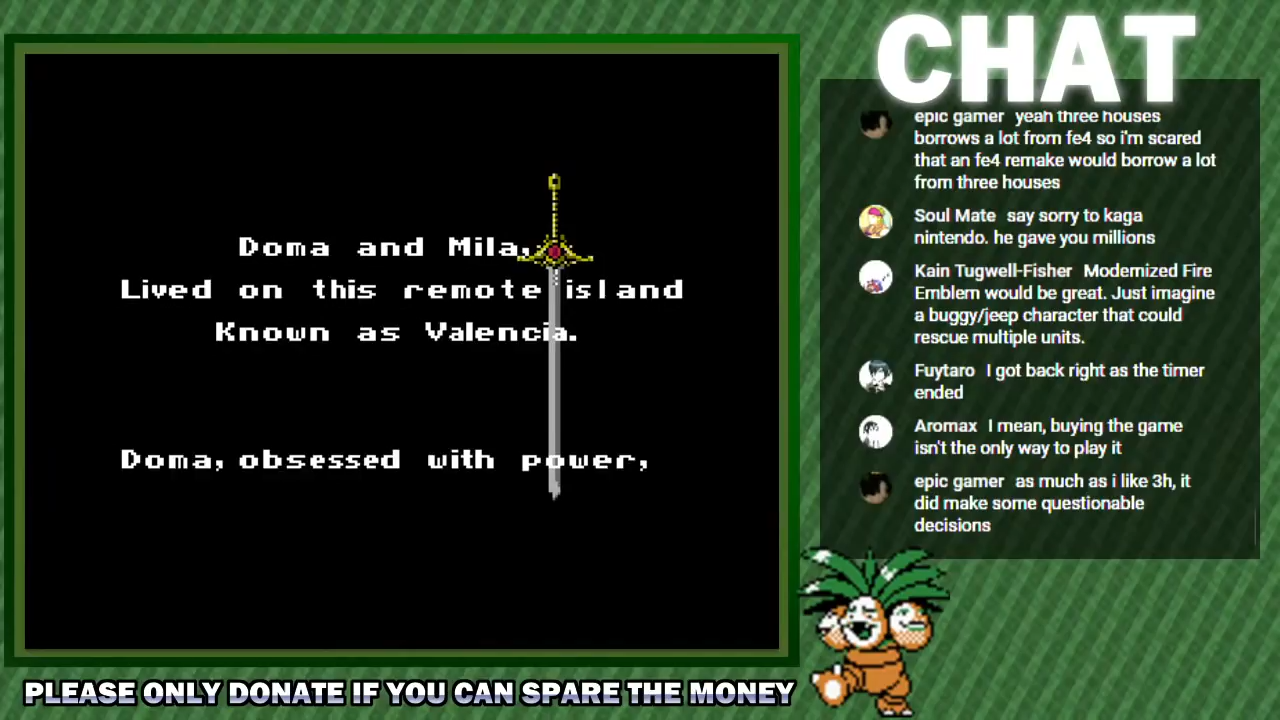 CHAT
Doma and Mila,
Lived on this remote island
Known as Valencia.
Doma, obsessed with power,
epic gamer yeah three houses
borrows a lot from fe4 so i'm scared
that an fe4 remake would borrow a lot
from three houses
Soul Mate say sorry to kaga
nintendo. he gave you millions
Kain Tugwell-Fisher Modernized Fire
Emblem would be great. Just imagine
a buggy/jeep character that could
rescue multiple units.
Fuytaro I got back right as the timer
ended
Aromax I mean, buying the game
isn't the only way to play it
epic gamer as much as i like 3h, it
did make some questionable
decisions
PLEASE ONLY DONATE IF YOU CAN SPARE THE MONEY